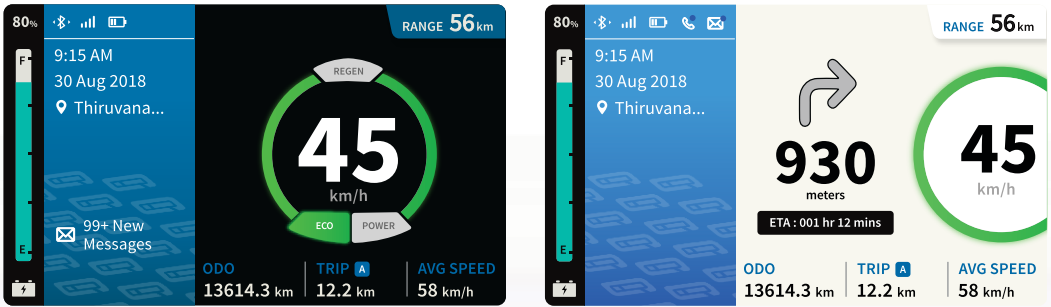 80%
RANGE 56 km
F
9:15 AM
30 Aug 2018
Thiruvana...
REGEN
45
km/h
99+ New
Messages
ECO
POWER
E
ODO
TRIP A
AVG SPEED
13614.3 km
12.2 km
58 km/h
80%
RANGE 56 km
F
9:15 AM
30 Aug 2018
Thiruvana...
930
meters
45
km/h
ETA : 001 hr 12 mins
E
ODO
TRIP A
AVG SPEED
13614.3 km
12.2 km
58 km/h